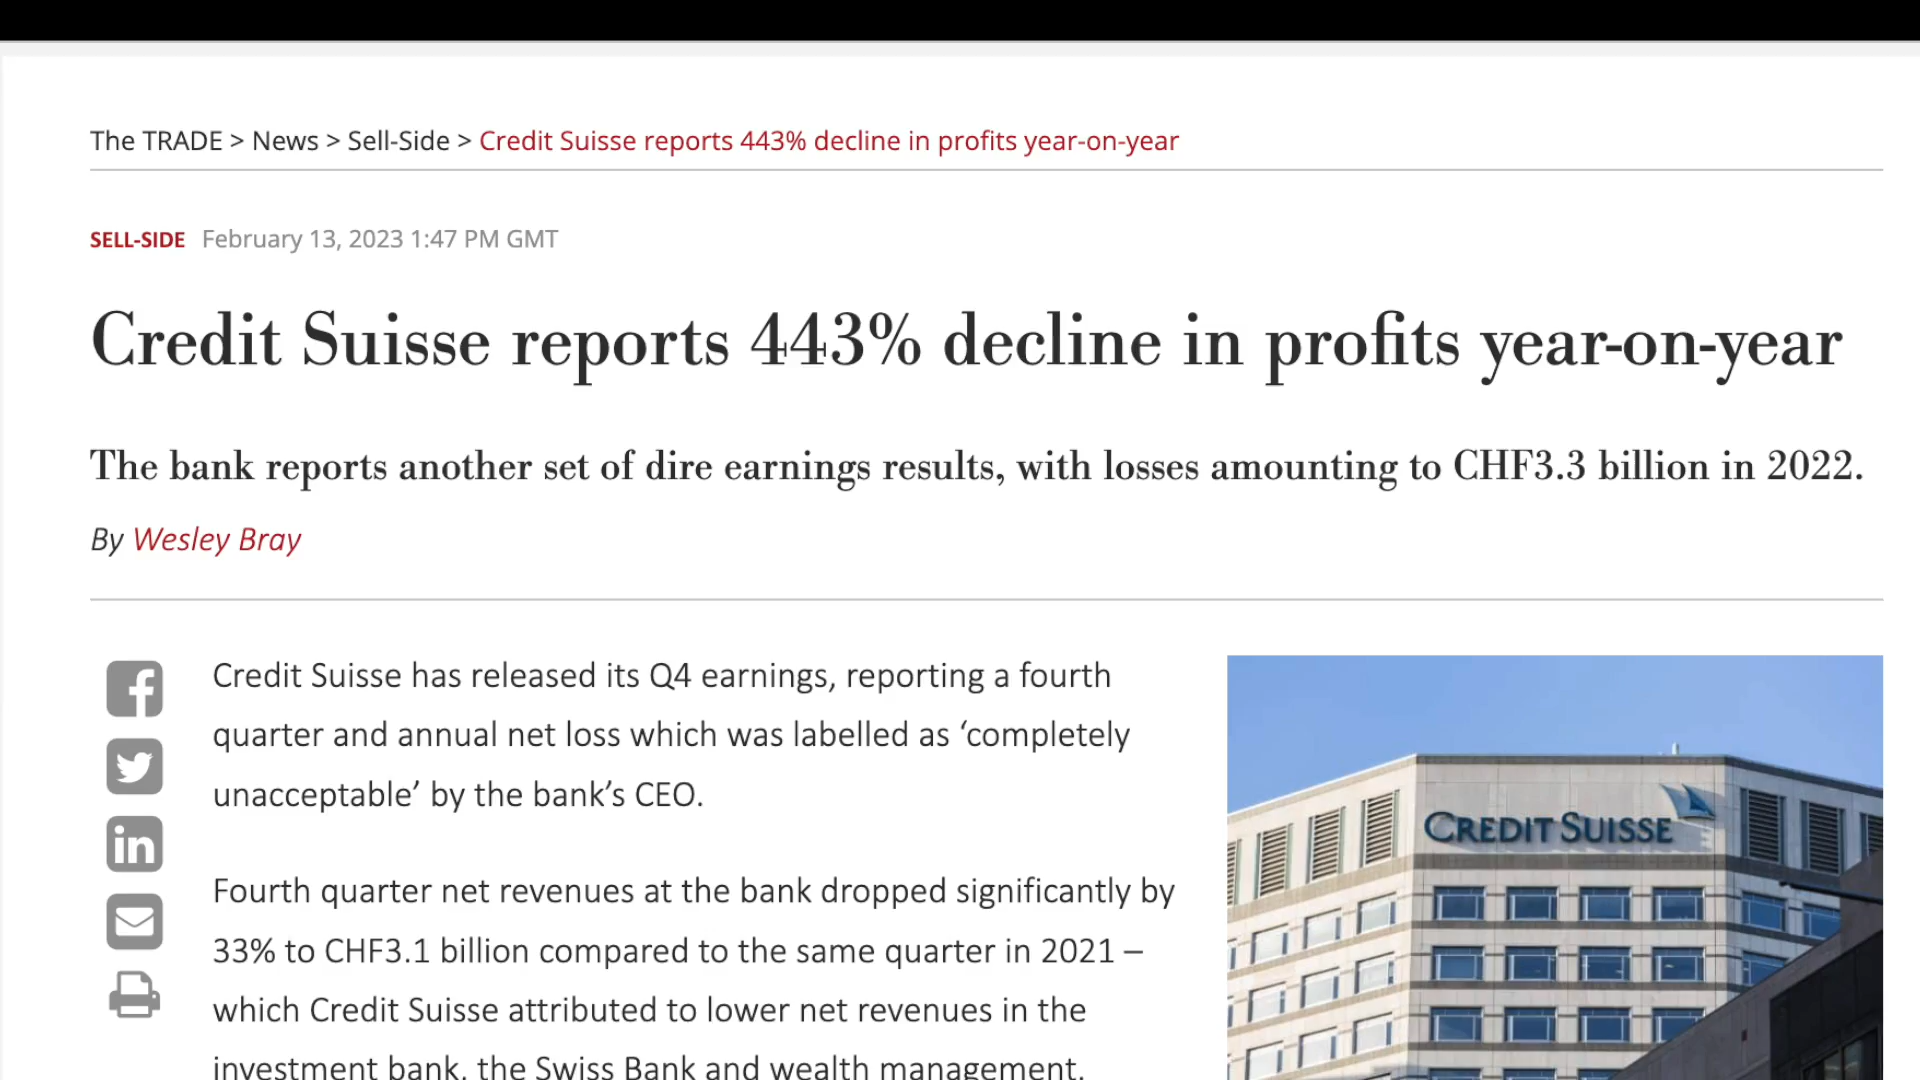 The TRADE > News > Sell-Side > Credit Suisse reports 443% decline in profits year-on-year
SELL-SIDE February 13, 2023 1:47 PM GMT
Credit Suisse reports 443% decline in profits year-on-year
The bank reports another set of dire earnings results, with losses amounting to CHF3.3 billion in 2022.
By Wesley Bray
Credit Suisse has released its Q4 earnings, reporting a fourth
quarter and annual net loss which was labelled as ‘completely
unacceptable’ by the bank’s CEO.
Fourth quarter net revenues at the bank dropped significantly by
33% to CHF3.1 billion compared to the same quarter in 2021 –
which Credit Suisse attributed to lower net revenues in the
investment bank, the Swiss Bank and wealth management.
CREDIT SUISSE